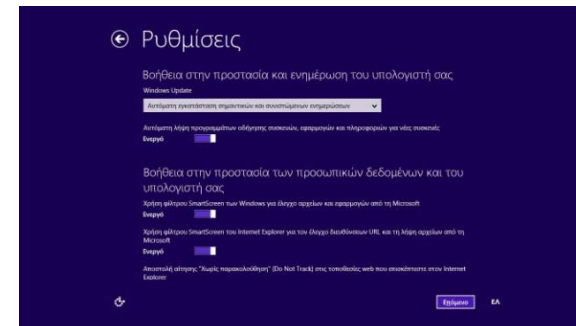 Ρυθμίσεις
Βοήθεια στην προστασία και ενημέρωση του υπολογιστή σας
Windows Update
Αυτόματη εγκατάσταση σημαντικών και συνιστώμενων ενημερώσεων
Αυτόματη λήψη προγραμμάτων οδήγησης συσκευών, εφαρμογών και πληροφοριών για νέες συσκευές
Ενεργό
Βοήθεια στην προστασία των προσωπικών δεδομένων και του
υπολογιστή σας
Χρήση φίλτρου SmartScreen των Windows για έλεγχο αρχείων και εφαρμογών από τη Microsoft
Ενεργό
Χρήση φίλτρου SmartScreen του Internet Explorer για τον έλεγχο διευθύνσεων URL και τη λήψη αρχείων από τη
Microsoft
Ενεργό
Αποστολή αίτησης "Χωρίς παρακολούθηση" (Do Not Track) στις τοποθεσίες web που επισκέπτεστε στον Internet
Explorer
Επόμενο ΕΛ